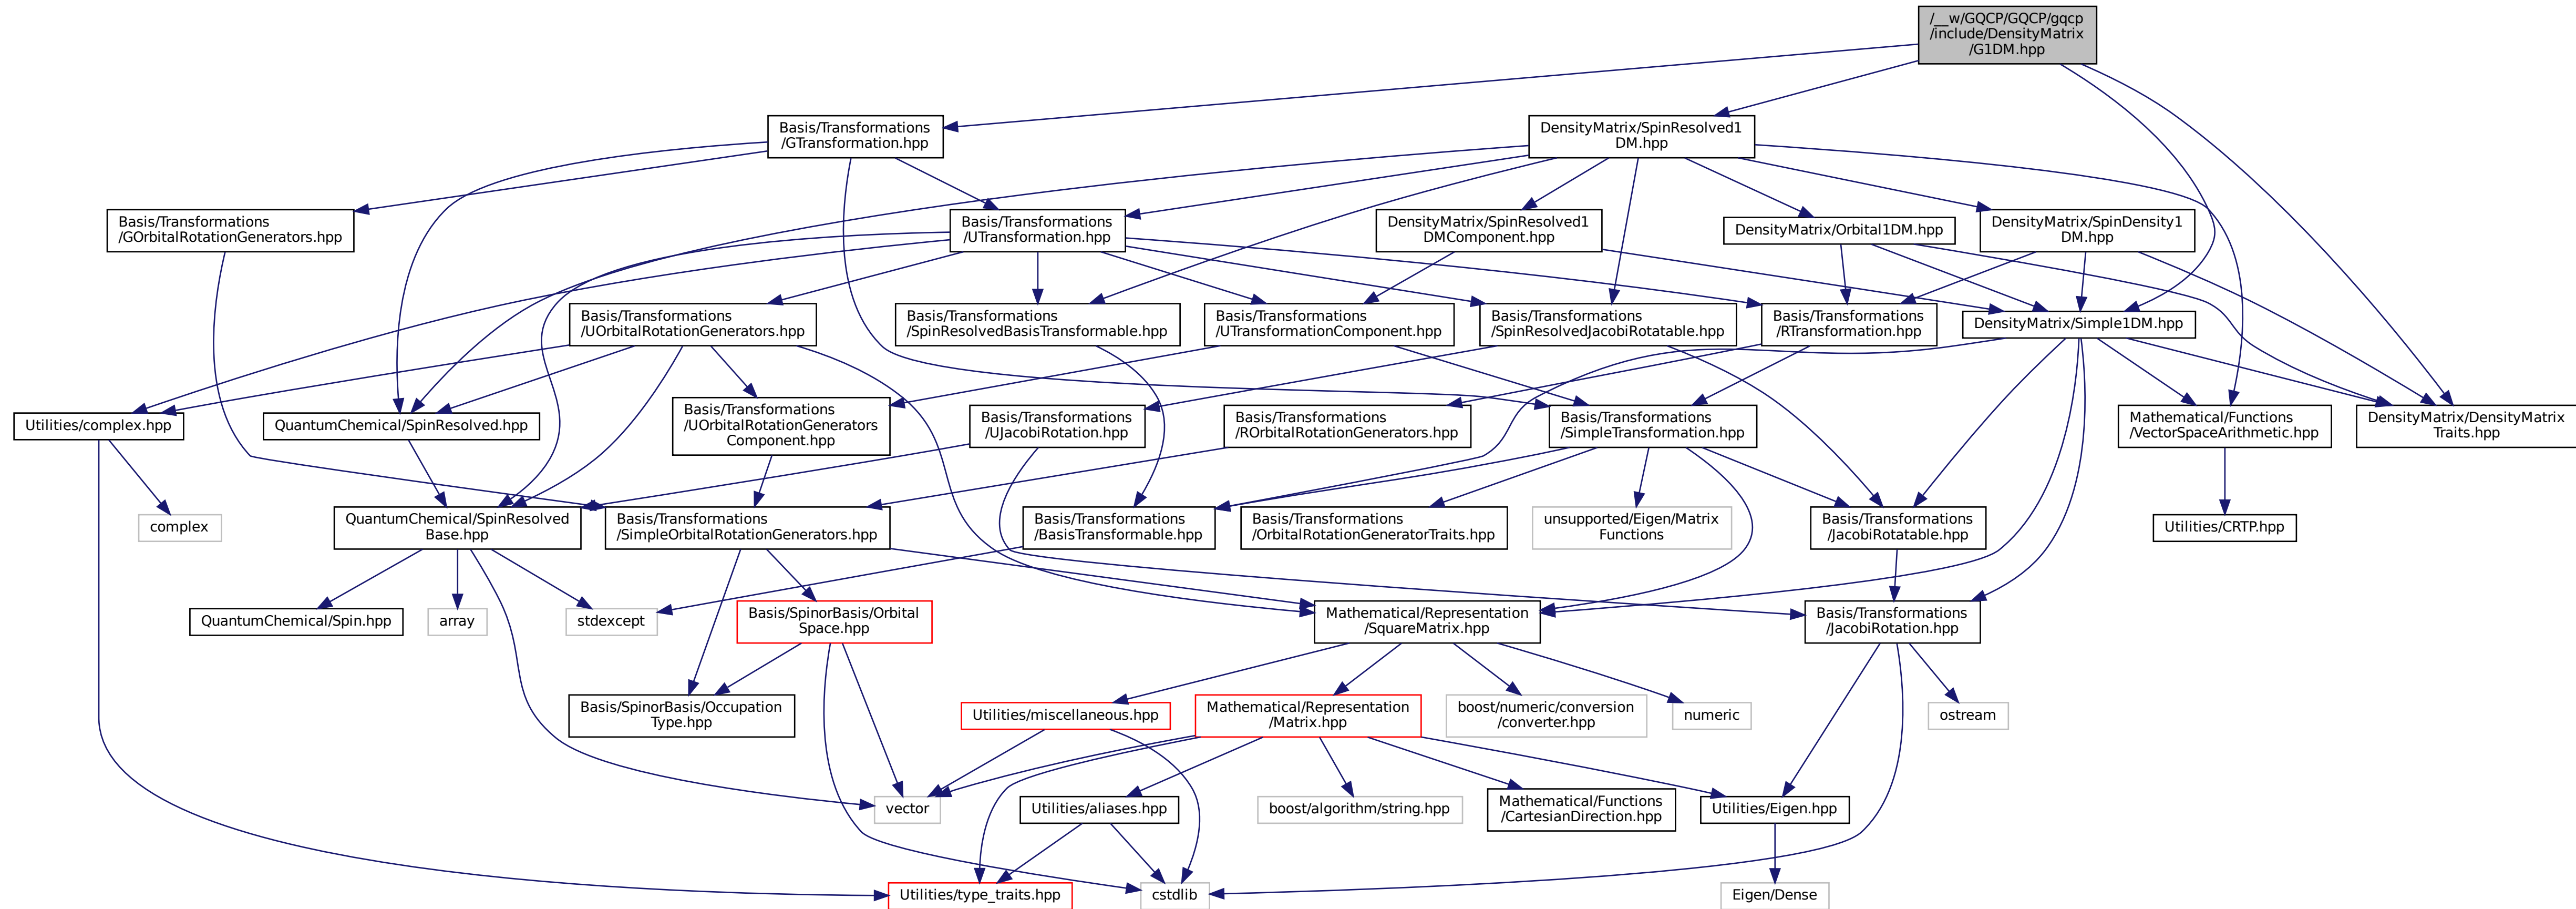 /__w/GQCP/GQCP/gqcp
/include/DensityMatrix
/G1DM.hpp
Basis/Transformations
/GTransformation.hpp
DensityMatrix/SpinResolved1
DM.hpp
Basis/Transformations
/GOrbitalRotationGenerators.hpp
Basis/Transformations
/UTransformation.hpp
DensityMatrix/SpinResolved1
DMComponent.hpp
DensityMatrix/Orbital1DM.hpp
DensityMatrix/SpinDensity1
DM.hpp
Basis/Transformations
/UOrbitalRotationGenerators.hpp
Basis/Transformations
/SpinResolvedBasisTransformable.hpp
Basis/Transformations
/UTransformationComponent.hpp
Basis/Transformations
/SpinResolvedJacobiRotatable.hpp
Basis/Transformations
/RTransformation.hpp
DensityMatrix/Simple1DM.hpp
Utilities/complex.hpp
QuantumChemical/SpinResolved.hpp
Basis/Transformations
/UOrbitalRotationGenerators
Component.hpp
Basis/Transformations
/UJacobiRotation.hpp
Basis/Transformations
/ROrbitalRotationGenerators.hpp
Basis/Transformations
/SimpleTransformation.hpp
Mathematical/Functions
/VectorSpaceArithmetic.hpp
DensityMatrix/DensityMatrix
Traits.hpp
complex
QuantumChemical/SpinResolved
Base.hpp
Basis/Transformations
/SimpleOrbitalRotationGenerators.hpp
Basis/Transformations
/BasisTransformable.hpp
Basis/Transformations
/OrbitalRotationGeneratorTraits.hpp
unsupported/Eigen/Matrix
Functions
Basis/Transformations
/JacobiRotatable.hpp
Utilities/CRTP.hpp
QuantumChemical/Spin.hpp
array
stdexcept
Basis/SpinorBasis/Orbital
Space.hpp
Mathematical/Representation
/SquareMatrix.hpp
Basis/Transformations
/JacobiRotation.hpp
Basis/SpinorBasis/Occupation
Type.hpp
Utilities/miscellaneous.hpp
Mathematical/Representation
/Matrix.hpp
boost/numeric/conversion
/converter.hpp
numeric
ostream
vector
Utilities/aliases.hpp
boost/algorithm/string.hpp
Mathematical/Functions
/CartesianDirection.hpp
Utilities/Eigen.hpp
Utilities/type_traits.hpp
cstdlib
Eigen/Dense